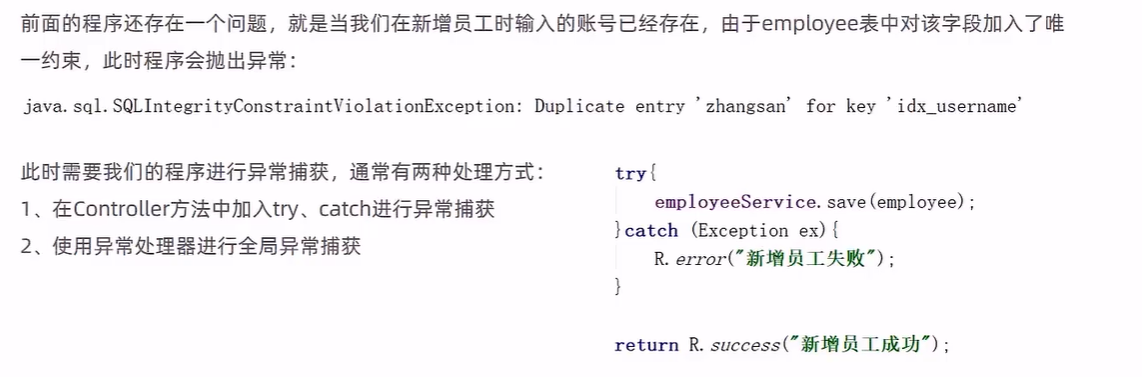 前面的程序还存在一个问题，就是当我们在新增员工时输入的账号已经存在，由于employee表中对该字段加入了唯
一约束，此时程序会抛出异常：
java.sql.SQLIntegrityConstraintViolationException: Duplicate entry 'zhangsan' for key 'idx_username'
此时需要我们的程序进行异常捕获，通常有两种处理方式：
1、在Controller方法中加入try、catch进行异常捕获
2、使用异常处理器进行全局异常捕获
try{
employeeService.save(employee);
}catch (Exception ex){
R.error("新增员工失败");
}
return R.success("新增员工成功");